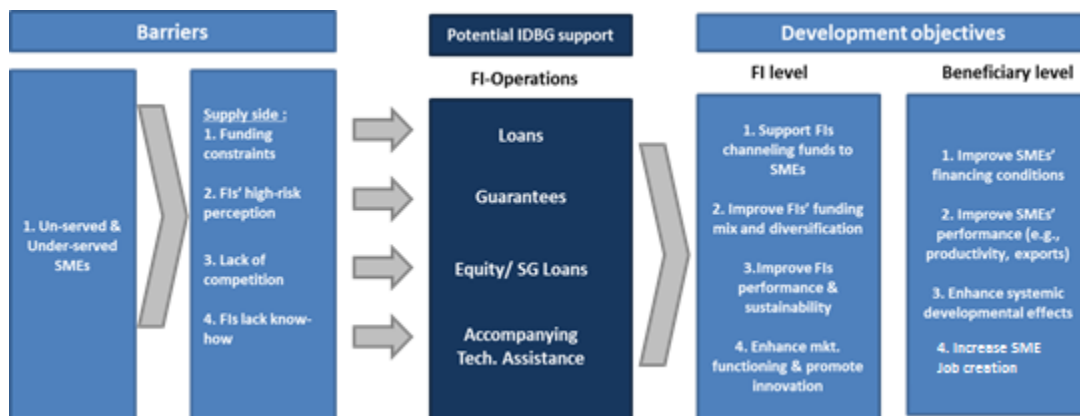 Barriers
Potential IDBG support
Development objectives
FI-Operations
FI level
Beneficiary level
1. Un-served &
Under-served
SMEs
Supply side :
1. Funding
constraints
2. FIs' high-risk
perception
3. Lack of
competition
4. FIs lack know-
how
Loans
Guarantees
Equity/ SG Loans
Accompanying
Tech. Assistance
1. Support FIs
channeling funds to
SMEs
2. Improve FIs' funding
mix and diversification
3.Improve FIs
performance &
sustainability
4. Enhance mkt.
functioning & promote
innovation
1. Improve SMEs'
financing conditions
2. Improve SMEs'
performance (e.g.,
productivity, exports)
3. Enhance systemic
developmental effects
4. Increase SME
Job creation